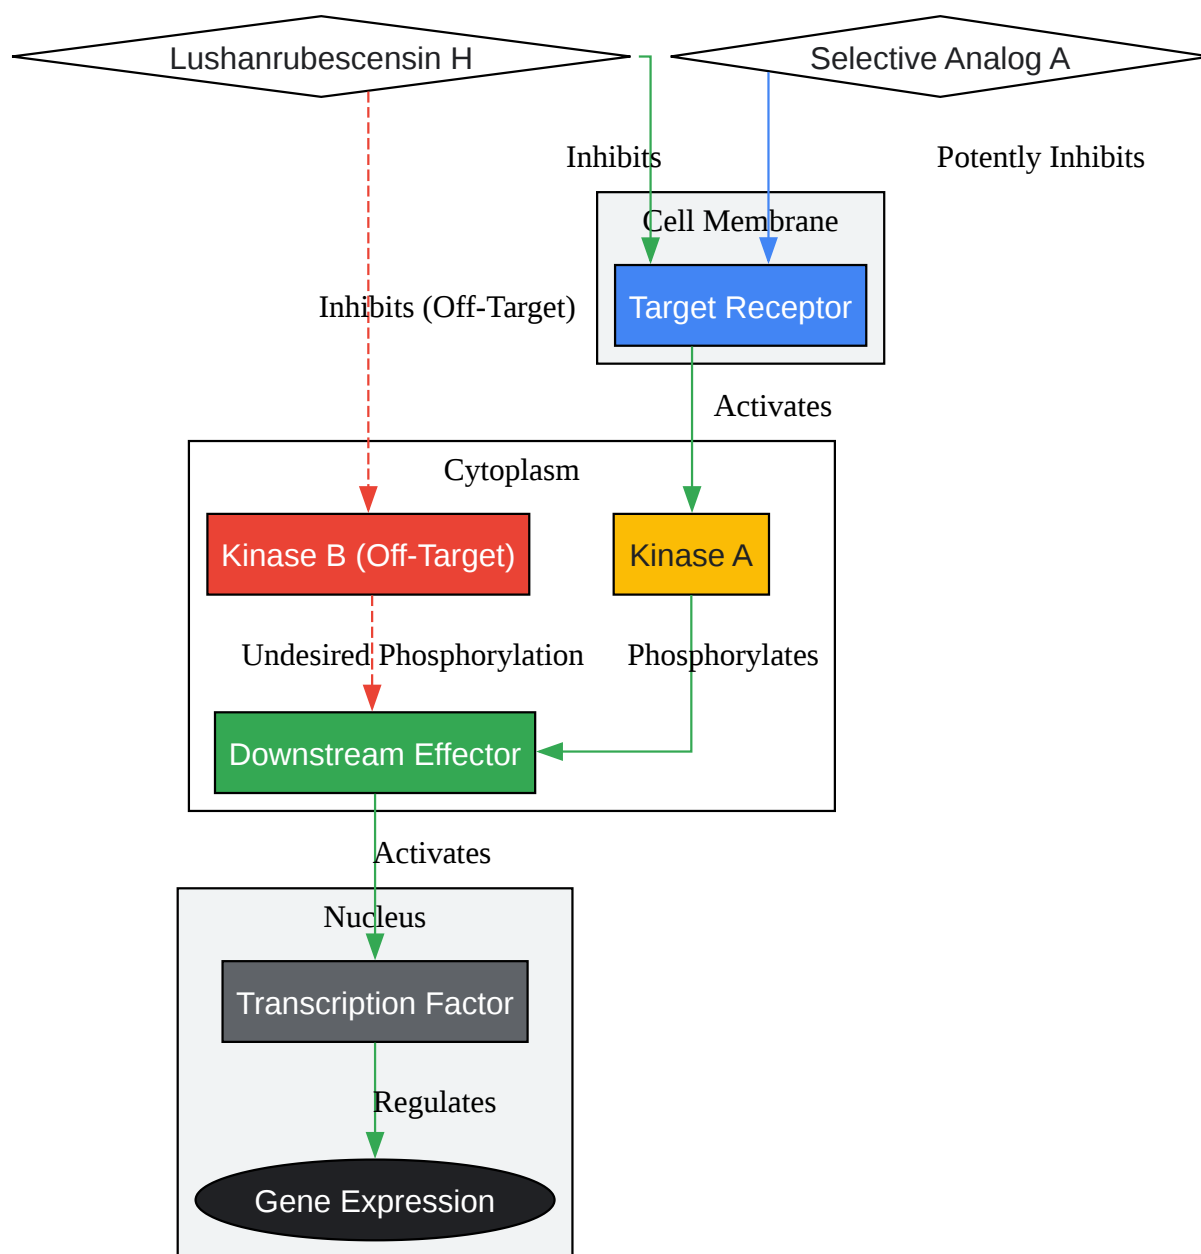 Lushanrubescensin H
Selective Analog A
Inhibits
Potently Inhibits
Cell Membrane
Inhibits (Off-Target)
Target Receptor
Activates
Cytoplasm
Kinase B (Off-Target)
Kinase A
Undesired Phosphorylation
Phosphorylates
Downstream Effector
Activates
Nucleus
Transcription Factor
Regulates
Gene Expression